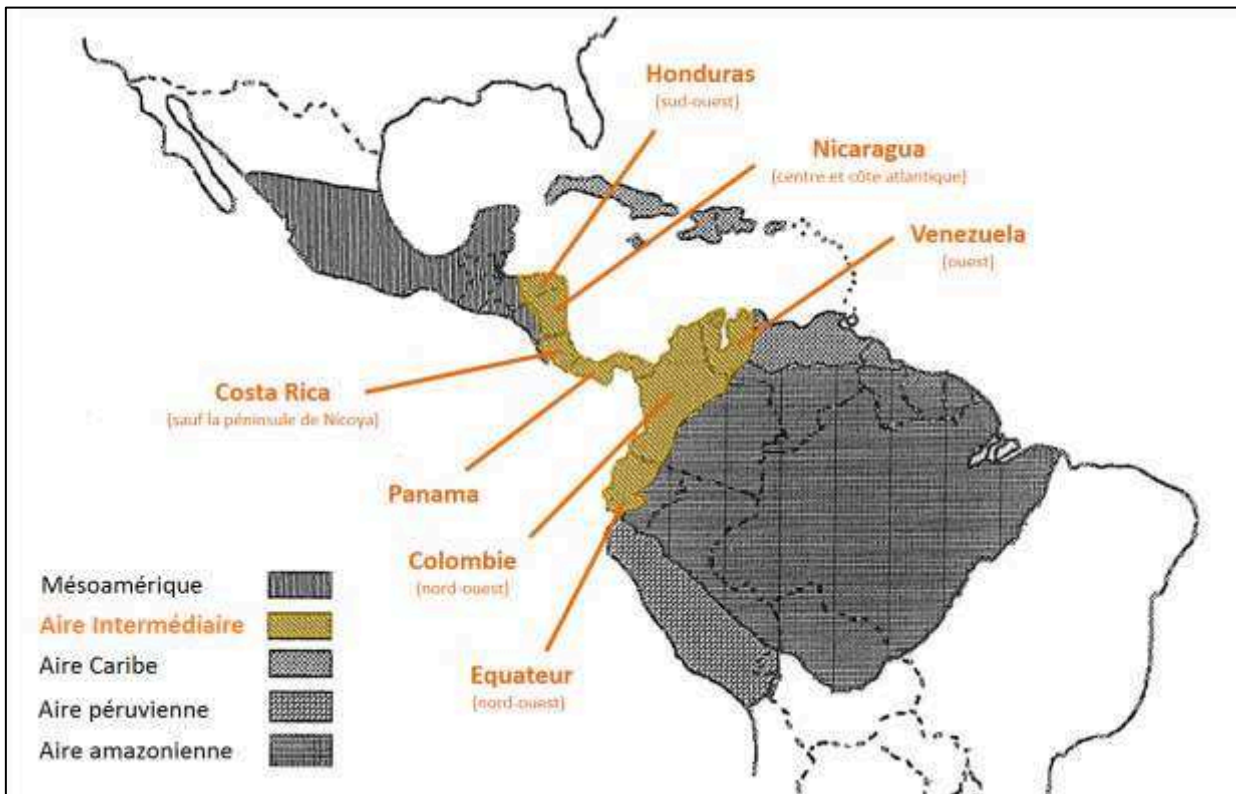 Honduras
(sud-ouest)
Nicaragua
(centre et côte atlantique)
Venezuela
(ouest)
Costa Rica
(sauf la péninsule de Nicoya)
Panama
Colombie
(nord-ouest)
Equateur
(nord-ouest)
Mésoamérique
Aire Intermédiaire
Aire Caribe
Aire péruvienne
Aire amazonienne